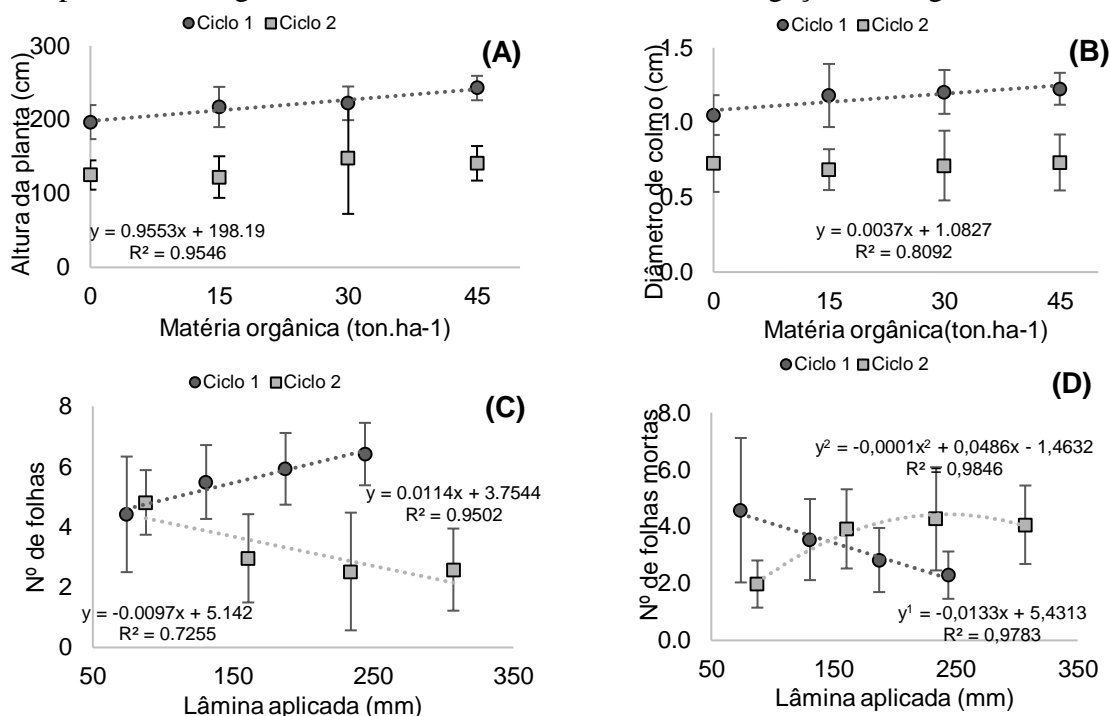 Ciclo 1 Ciclo 2
(A)
Altura da planta (cm)
300
200
100
0
y = 0.9553x + 198.19
R² = 0.9546
0 15 30 45
Matéria orgânica (ton.ha-1)
Ciclo 1 Ciclo 2
(B)
Diâmetro de colmo (cm)
1.5
1.0
0.5
0.0
y = 0.0037x + 1.0827
R² = 0.8092
0 15 30 45
Matéria orgânica(ton.ha-1)
Ciclo 1 Ciclo 2
(C)
Nº de folhas
8
6
4
2
0
y = 0.0114x + 3.7544
R² = 0.9502
y = -0.0097x + 5.142
R² = 0.7255
50 150 250 350
Lâmina aplicada (mm)
Ciclo 1 Ciclo 2
(D)
Nº de folhas mortas
8.0
6.0
4.0
2.0
0.0
y² = -0,0001x² + 0,0486x - 1,4632
R² = 0,9846
y¹ = -0,0133x + 5,4313
R² = 0,9783
50 150 250 350
Lâmina aplicada (mm)